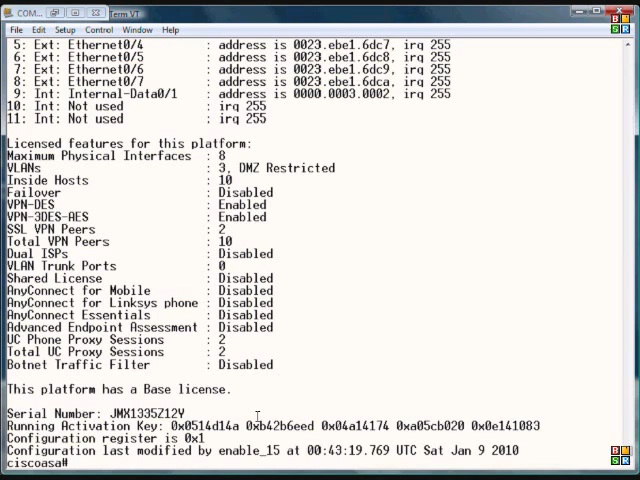 COM... Term VT
File Edit Setup Control Window Help
5: Ext: Ethernet0/4 : address is 0023.ebe1.6dc7, irq 255
6: Ext: Ethernet0/5 : address is 0023.ebe1.6dc8, irq 255
7: Ext: Ethernet0/6 : address is 0023.ebe1.6dc9, irq 255
8: Ext: Ethernet0/7 : address is 0023.ebe1.6dca, irq 255
9: Int: Internal-Data0/1 : address is 0000.0003.0002, irq 255
10: Int: Not used : irq 255
11: Int: Not used : irq 255
Licensed features for this platform:
Maximum Physical Interfaces : 8
VLANs : 3, DMZ Restricted
Inside Hosts : 10
Failover : Disabled
VPN-DES : Enabled
VPN-3DES-AES : Enabled
SSL VPN Peers : 2
Total VPN Peers : 10
Dual ISPs : Disabled
VLAN Trunk Ports : 0
Shared License : Disabled
AnyConnect for Mobile : Disabled
AnyConnect for Linksys phone : Disabled
AnyConnect Essentials : Disabled
Advanced Endpoint Assessment : Disabled
UC Phone Proxy Sessions : 2
Total UC Proxy Sessions : 2
Botnet Traffic Filter : Disabled
This platform has a Base license.
Serial Number: JMX1335Z12Y
Running Activation Key: 0x0514d14a 0xb42b6eed 0x04a14174 0xa05cb020 0x0e141083
Configuration register is 0x1
Configuration last modified by enable_15 at 00:43:19.769 UTC Sat Jan 9 2010
ciscoasa#
B
S R
B
S R